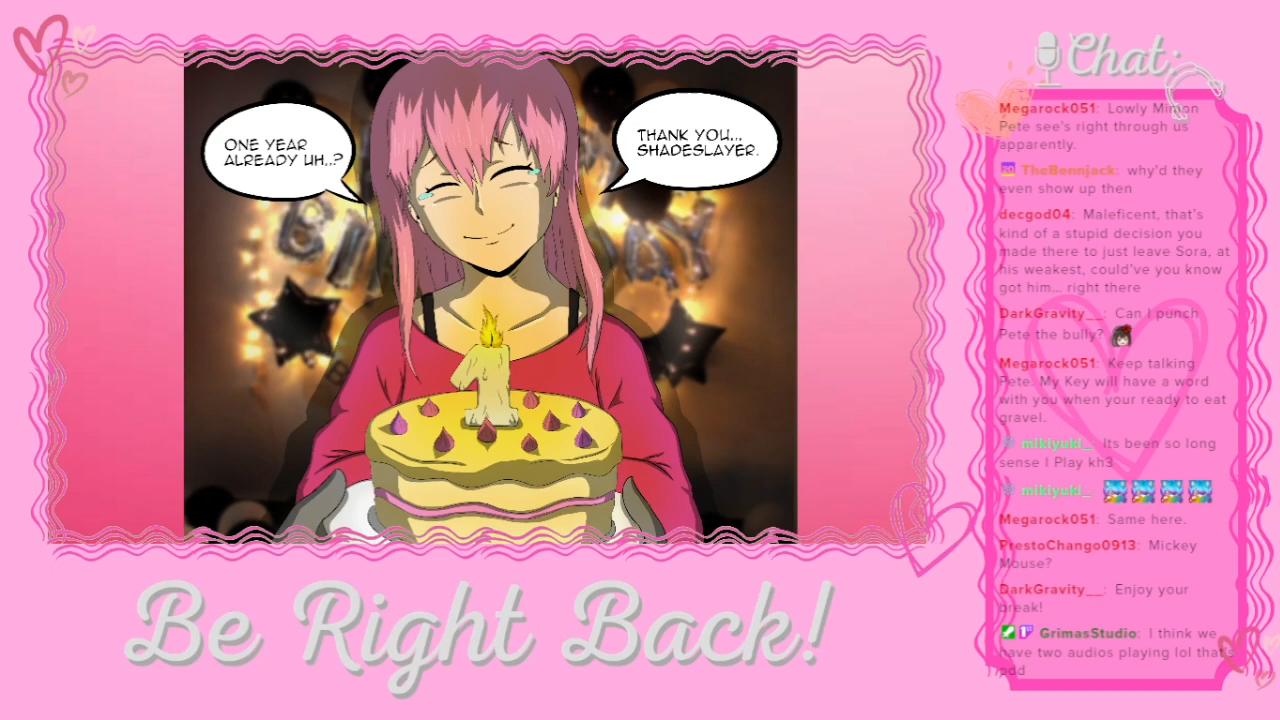 ONE YEAR
ALREADY UH..?
THANK YOU...
SHADESLAYER.
Be Right Back!
Chat
Megarock051: Lowly Mimon
Pete see's right through us
apparently.
TheBennjack: why'd they
even show up then
decgod04: Maleficent, that's
kind of a stupid decision you
made there to just leave Sora, at
his weakest, could've you know
got him... right there
DarkGravity__: Can I punch
Pete the bully?
Megarock051: Keep talking
Pete. My Key will have a word
with you when your ready to eat
gravel.
mikiyuki_: Its been so long
sense I Play kh3
mikiyuki_:
Megarock051: Same here.
PrestoChango0913: Mickey
Mouse?
DarkGravity__: Enjoy your
break!
GrimasStudio: I think we
have two audios playing lol that's
odd